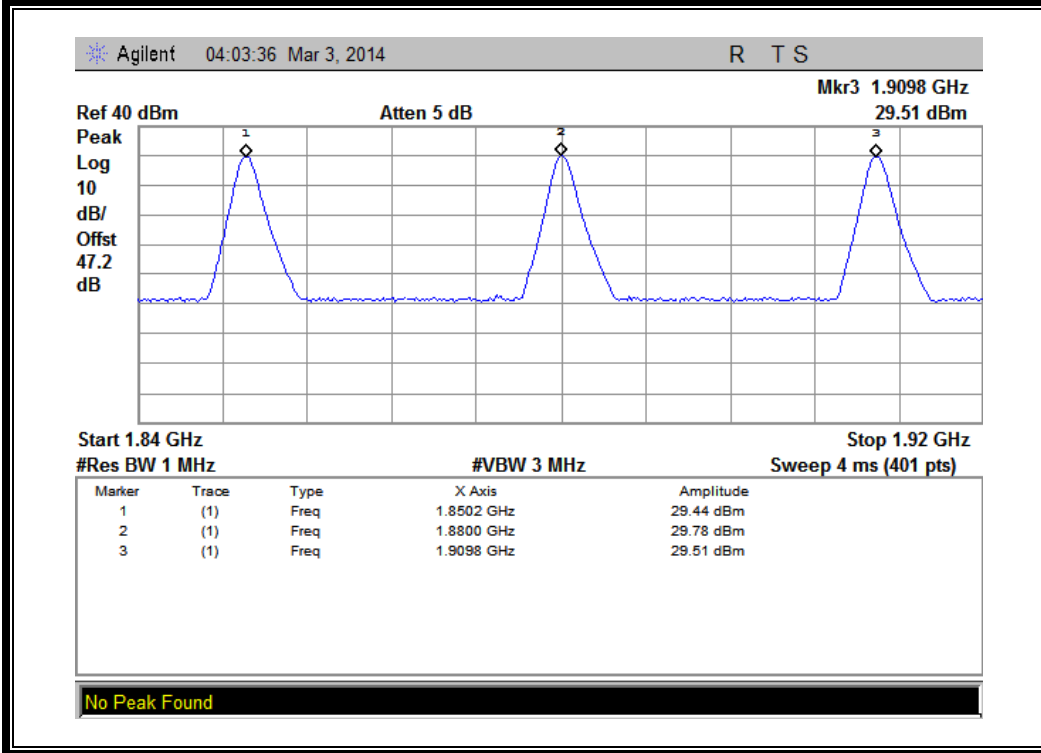 Agilent 04:03:36 Mar 3, 2014 R T S
Mkr3 1.9098 GHz
Ref 40 dBm Atten 5 dB 29.51 dBm
Peak
Log
10
dB/
Offst
47.2
dB
1 2 3
Start 1.84 GHz Stop 1.92 GHz
#Res BW 1 MHz #VBW 3 MHz Sweep 4 ms (401 pts)
Marker Trace Type X Axis Amplitude
1 (1) Freq 1.8502 GHz 29.44 dBm
2 (1) Freq 1.8800 GHz 29.78 dBm
3 (1) Freq 1.9098 GHz 29.51 dBm
No Peak Found